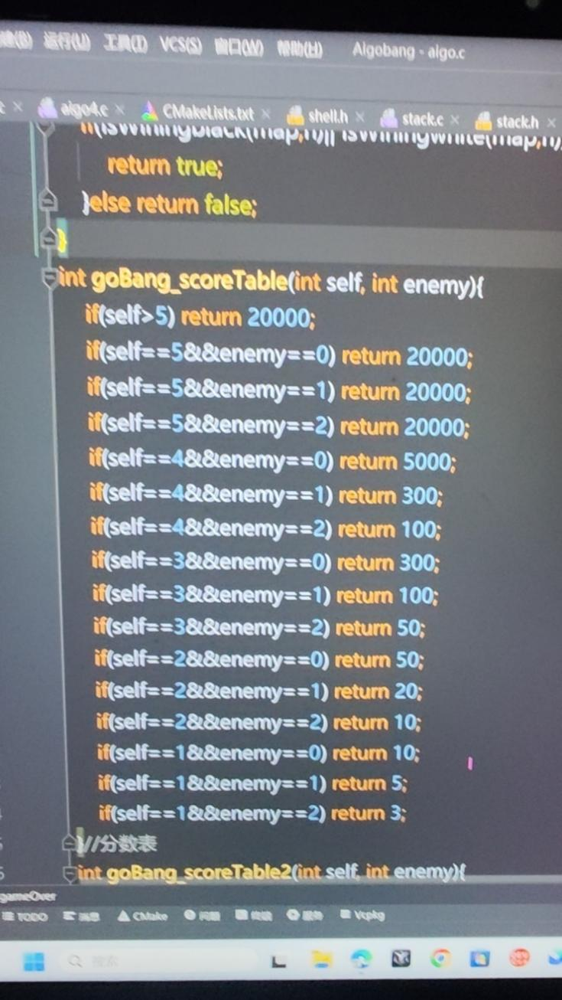 运行(U) 工具(I) VCS(S) 窗口(W) 帮助(H) Algobang - algo.c
algo4.c CMakeLists.txt shell.h stack.c stack.h
return true;
}else return false;
}
int goBang_scoreTable(int self, int enemy){
if(self>5) return 20000;
if(self==5&&enemy==0) return 20000;
if(self==5&&enemy==1) return 20000;
if(self==5&&enemy==2) return 20000;
if(self==4&&enemy==0) return 5000;
if(self==4&&enemy==1) return 300;
if(self==4&&enemy==2) return 100;
if(self==3&&enemy==0) return 300;
if(self==3&&enemy==1) return 100;
if(self==3&&enemy==2) return 50;
if(self==2&&enemy==0) return 50;
if(self==2&&enemy==1) return 20;
if(self==2&&enemy==2) return 10;
if(self==1&&enemy==0) return 10;
if(self==1&&enemy==1) return 5;
if(self==1&&enemy==2) return 3;
}//分数表
int goBang_scoreTable2(int self, int enemy){
gameOver
TODO 消息 CMake 问题 终端 服务 Vcpkg
搜索